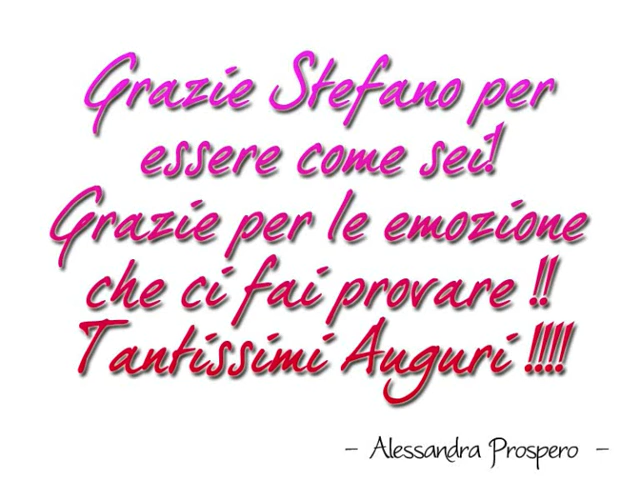 Grazie Stefano per
essere come sei!
Grazie per le emozione
che ci fai provare !!
Tantissimi Auguri !!!!
- Alessandra Prospero -